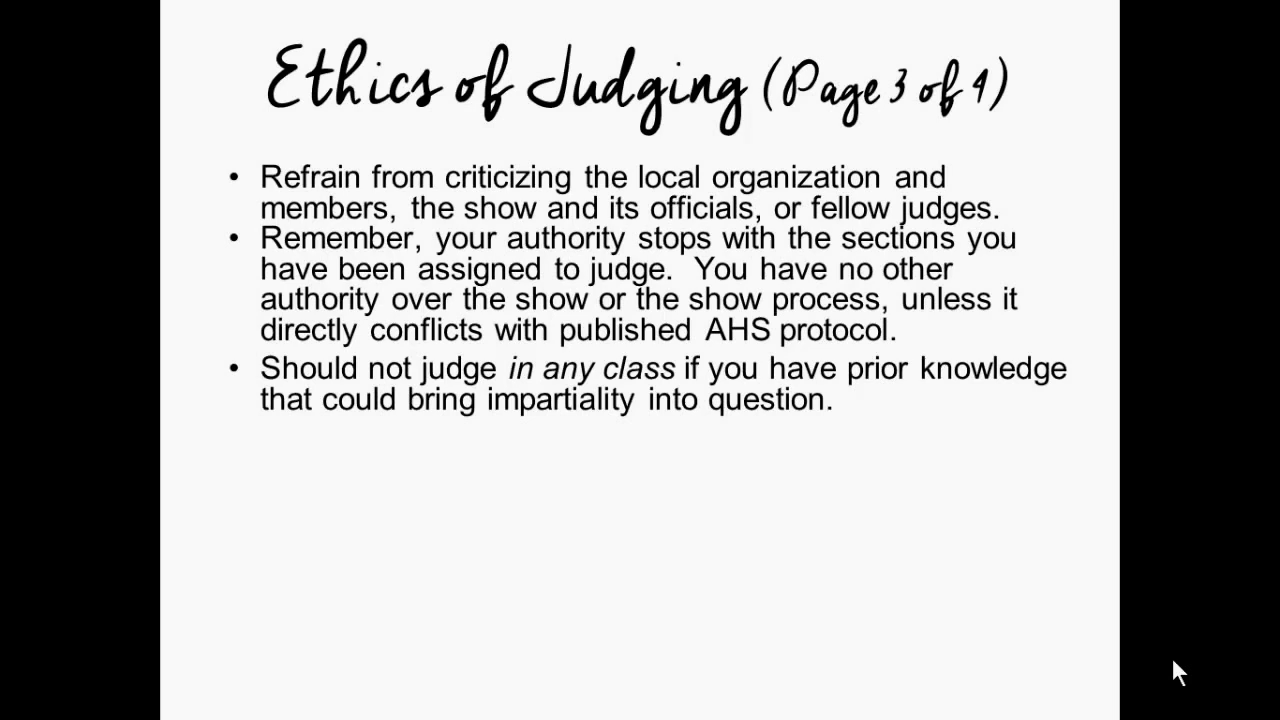 Ethics of Judging (Page 3 of 4)
• Refrain from criticizing the local organization and
members, the show and its officials, or fellow judges.
• Remember, your authority stops with the sections you
have been assigned to judge.  You have no other
authority over the show or the show process, unless it
directly conflicts with published AHS protocol.
• Should not judge in any class if you have prior knowledge
that could bring impartiality into question.